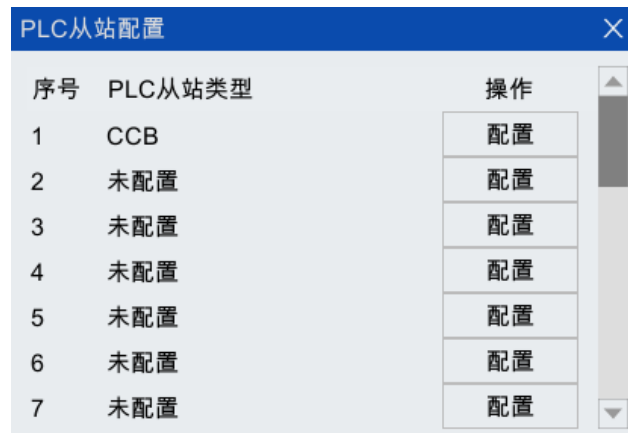 PLC从站配置
序号 PLC从站类型 操作
1 CCB 配置
2 未配置 配置
3 未配置 配置
4 未配置 配置
5 未配置 配置
6 未配置 配置
7 未配置 配置